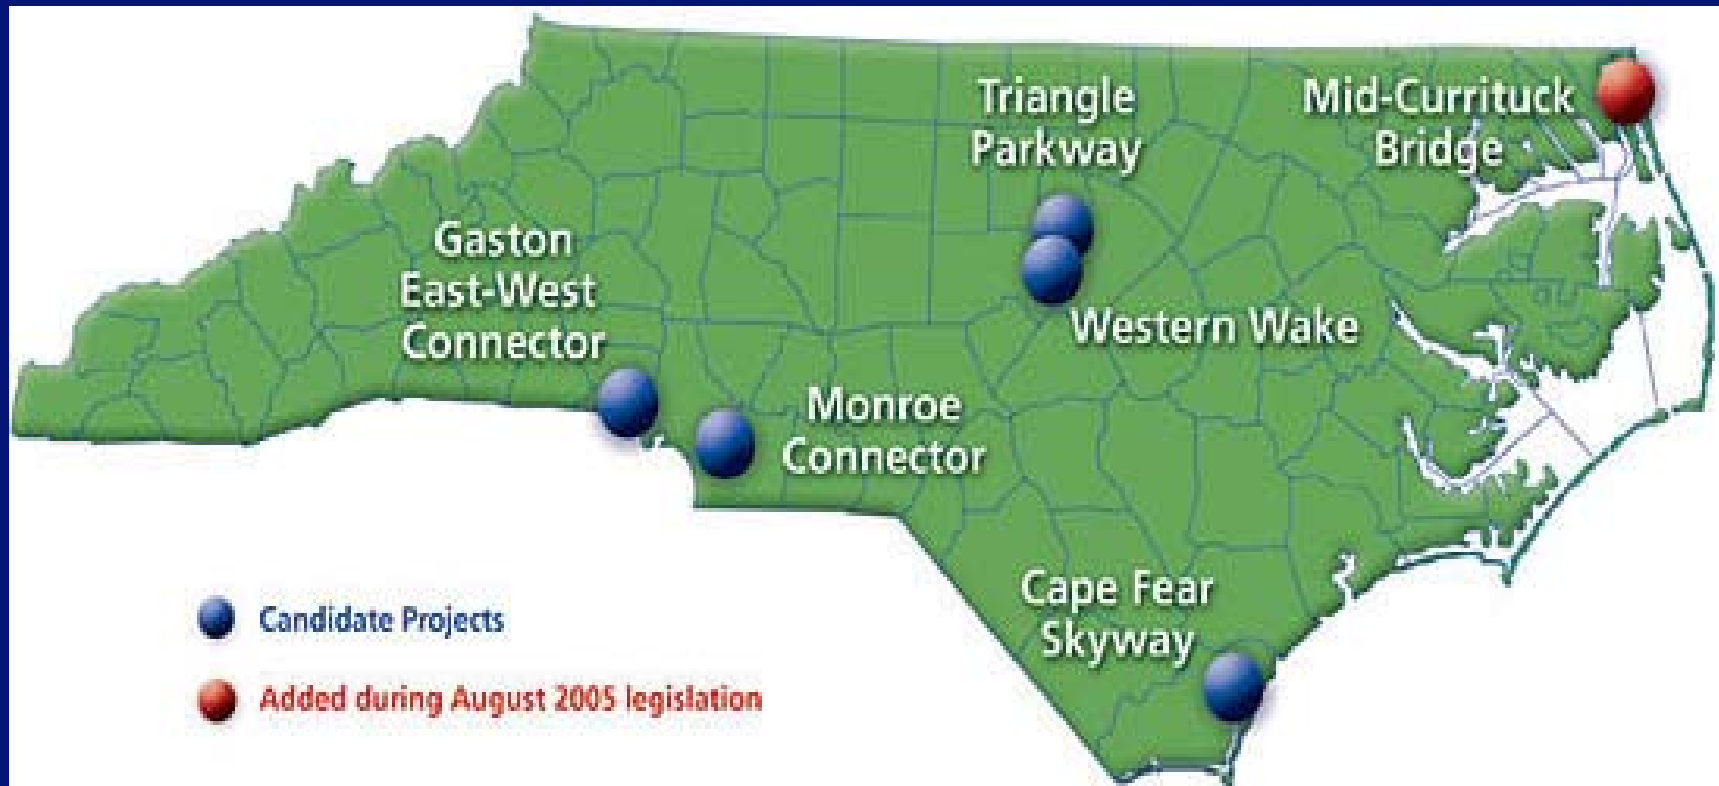 Triangle
Parkway
Mid-Currituck
Bridge
Gaston
East-West
Connector
Western Wake
Monroe
Connector
Cape Fear
Skyway
Candidate Projects
Added during August 2005 legislation